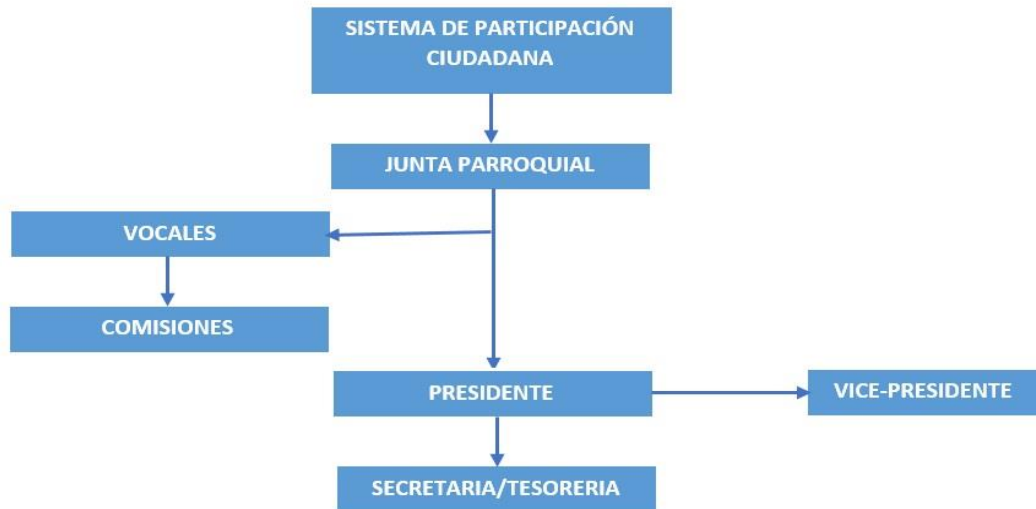 SISTEMA DE PARTICIPACIÓN
CIUDADANA
JUNTA PARROQUIAL
VOCALES
COMISIONES
PRESIDENTE
VICE-PRESIDENTE
SECRETARIA/TESORERIA